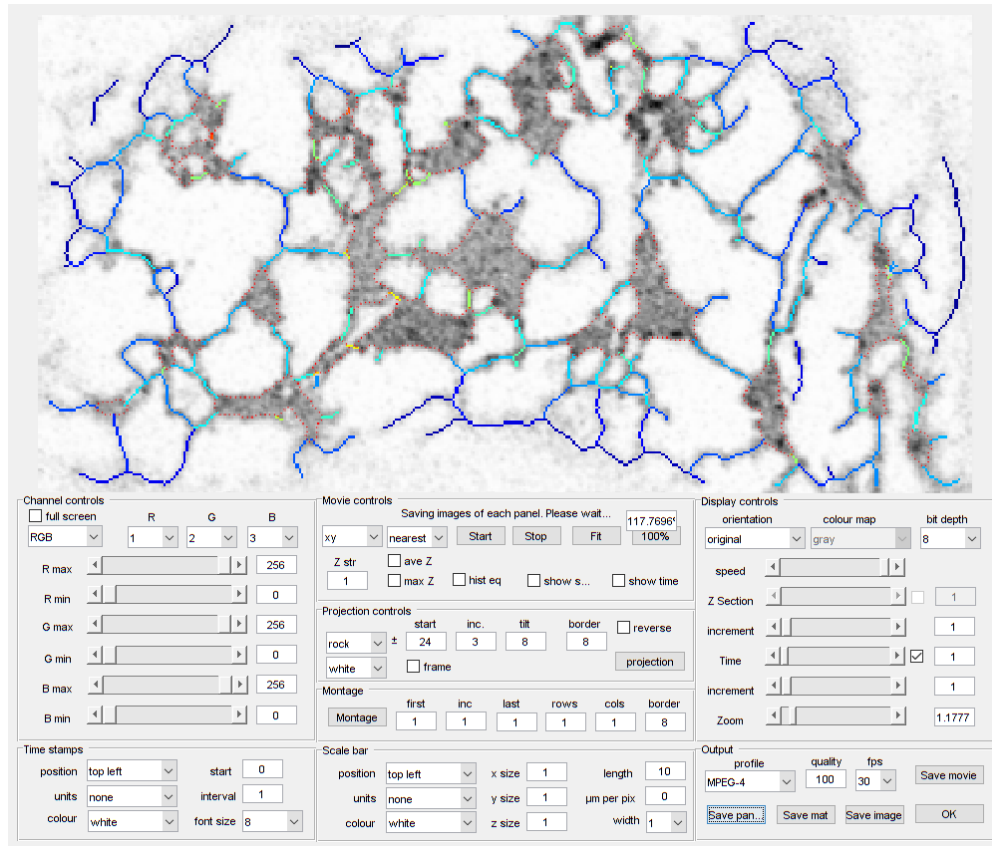 Channel controls
full screen R G B
RGB 1 2 3
R max 256
R min 0
G max 256
G min 0
B max 256
B min 0
Movie controls
Saving images of each panel. Please wait...
xy nearest Start Stop Fit 117.7696 100%
Z str ave Z
1 max Z hist eq show s... show time
Projection controls
start inc. tilt border reverse
rock ± 24 3 8 8
white frame projection
Montage
first inc last rows cols border
Montage 1 1 1 1 1 8
Display controls
orientation colour map bit depth
original gray 8
speed
Z Section 1
increment 1
Time 1
increment 1
Zoom 1.1777
Time stamps
position top left start 0
units none interval 1
colour white font size 8
Scale bar
position top left x size 1 length 10
units none y size 1 µm per pix 0
colour white z size 1 width 1
Output
profile quality fps
MPEG-4 100 30 Save movie
Save pan... Save mat Save image OK